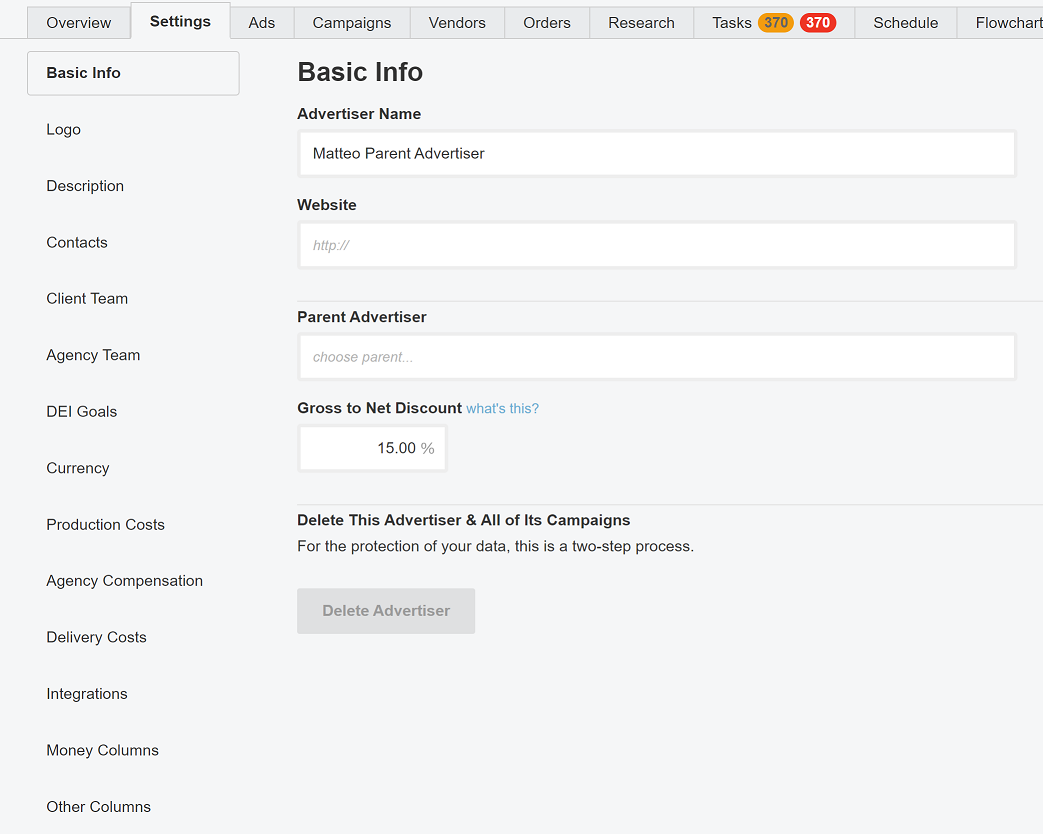 Overview Settings Ads Campaigns Vendors Orders Research Tasks 370 370 Schedule Flowchart
Basic Info
Logo
Description
Contacts
Client Team
Agency Team
DEI Goals
Currency
Production Costs
Agency Compensation
Delivery Costs
Integrations
Money Columns
Other Columns
Basic Info
Advertiser Name
Matteo Parent Advertiser
Website
http://
Parent Advertiser
choose parent...
Gross to Net Discount what's this?
15.00 %
Delete This Advertiser & All of Its Campaigns
For the protection of your data, this is a two-step process.
Delete Advertiser